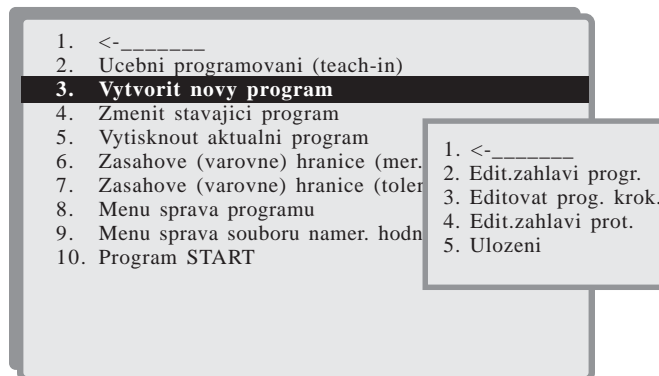 1. <-_______
2. Ucebni programovani (teach-in)
3. Vytvorit novy program
4. Zmenit stavajici program
5. Vytisknout aktualni program
6. Zasahove (varovne) hranice (mer.
7. Zasahove (varovne) hranice (toler
8. Menu sprava programu
9. Menu sprava souboru namer. hodn
10. Program START
1. <-_______
2. Edit.zahlavi progr.
3. Editovat prog. krok.
4. Edit.zahlavi prot.
5. Ulozeni